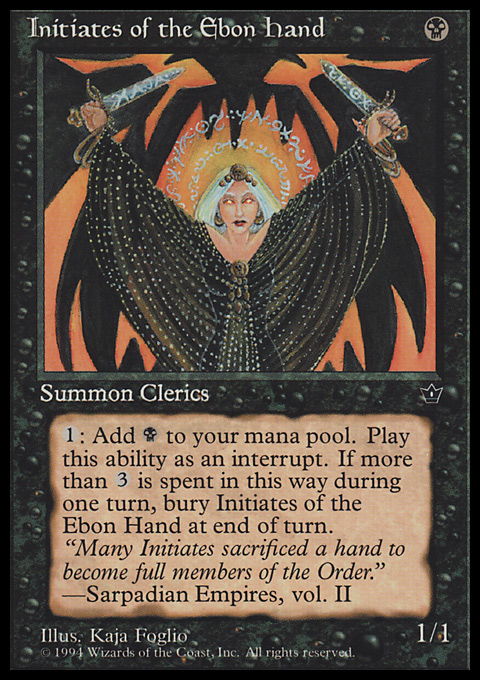 Initiates of the Ebon Hand
Summon Clerics
1: Add to your mana pool. Play
this ability as an interrupt. If more
than 3 is spent in this way during
one turn, bury Initiates of the
Ebon Hand at end of turn.
“Many Initiates sacrificed a hand to
become full members of the Order.”
—Sarpadian Empires, vol. II
Illus. Kaja Foglio
1/1
© 1994 Wizards of the Coast, Inc. All rights reserved.